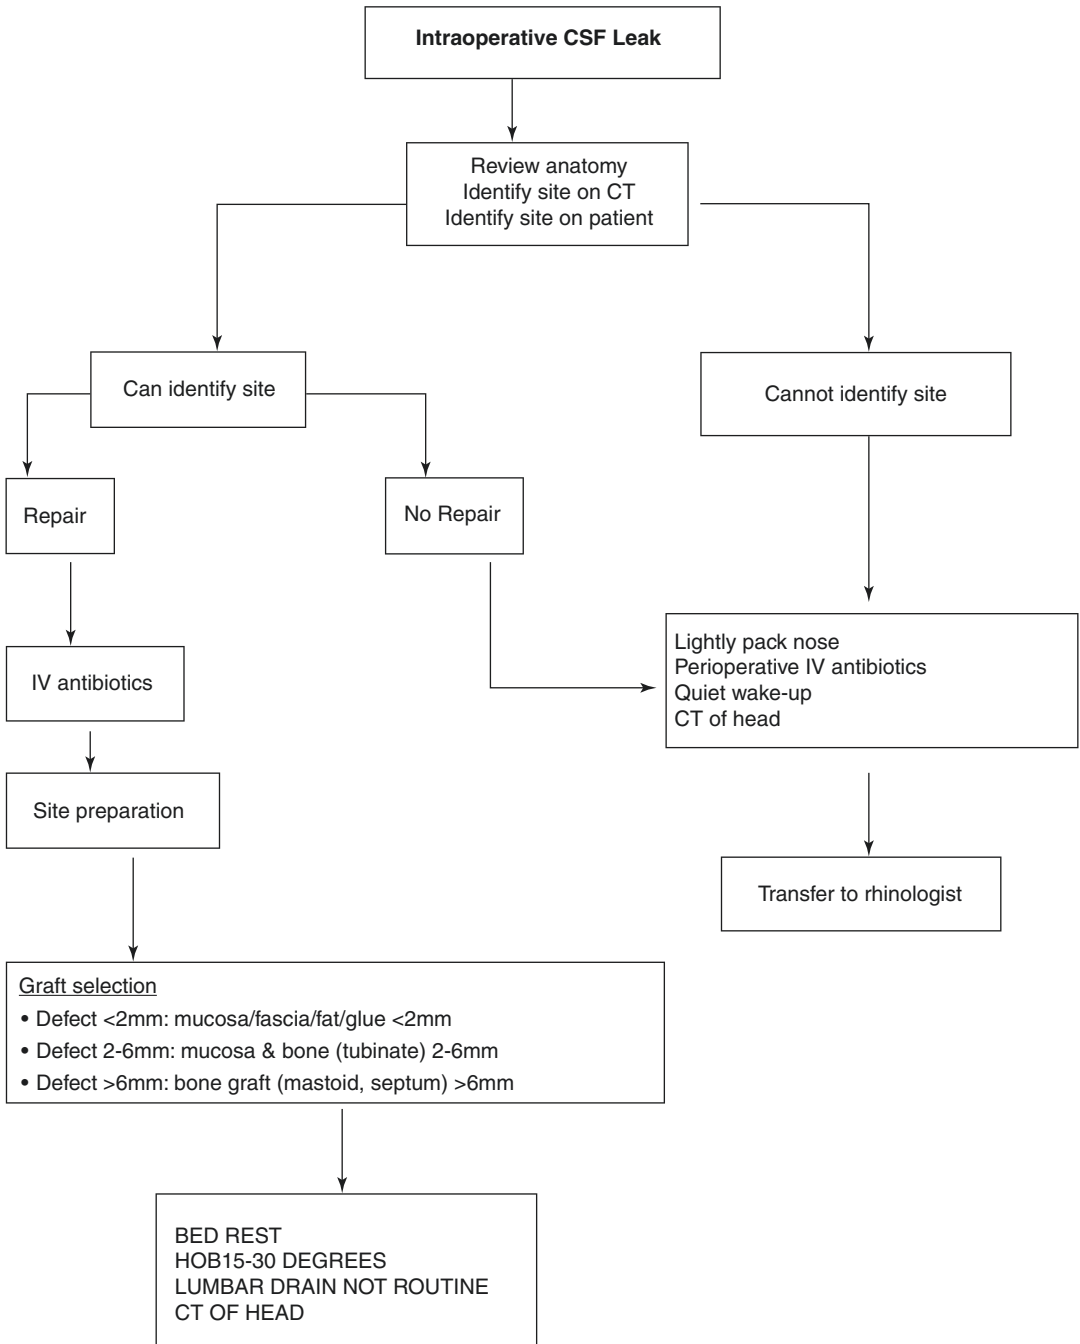 Intraoperative CSF Leak
Review anatomy
Identify site on CT
Identify site on patient
Can identify site
Cannot identify site
Repair
No Repair
Lightly pack nose
Perioperative IV antibiotics
Quiet wake-up
CT of head
IV antibiotics
Site preparation
Transfer to rhinologist
Graft selection
• Defect <2mm: mucosa/fascia/fat/glue <2mm
• Defect 2-6mm: mucosa & bone (tubinate) 2-6mm
• Defect >6mm: bone graft (mastoid, septum) >6mm
BED REST
HOB15-30 DEGREES
LUMBAR DRAIN NOT ROUTINE
CT OF HEAD